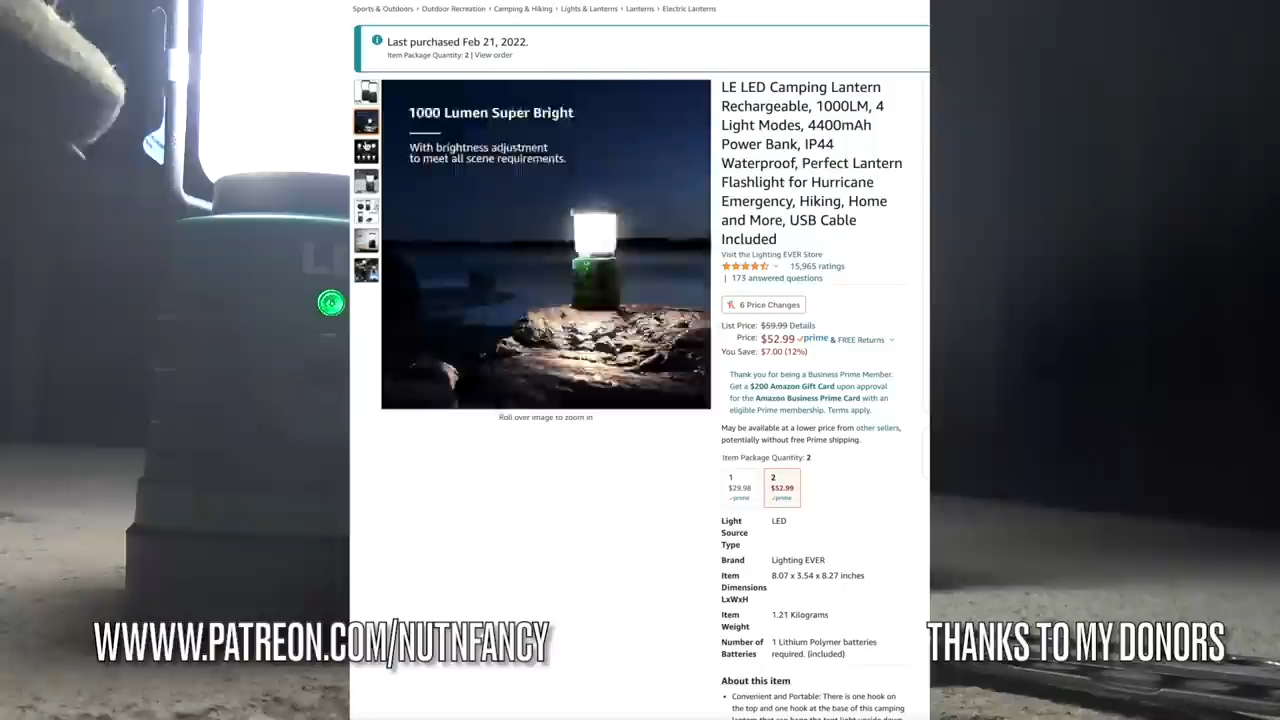 Sports & Outdoors › Outdoor Recreation › Camping & Hiking › Lights & Lanterns › Lanterns › Electric Lanterns
Last purchased Feb 21, 2022.
Item Package Quantity: 2 | View order
1000 Lumen Super Bright
With brightness adjustment
to meet all scene requirements.
Roll over image to zoom in
LE LED Camping Lantern
Rechargeable, 1000LM, 4
Light Modes, 4400mAh
Power Bank, IP44
Waterproof, Perfect Lantern
Flashlight for Hurricane
Emergency, Hiking, Home
and More, USB Cable
Included
Visit the Lighting EVER Store
15,965 ratings
| 173 answered questions
6 Price Changes
List Price: $59.99 Details
Price: $52.99 prime & FREE Returns
You Save: $7.00 (12%)
Thank you for being a Business Prime Member.
Get a $200 Amazon Gift Card upon approval
for the Amazon Business Prime Card with an
eligible Prime membership. Terms apply.
May be available at a lower price from other sellers,
potentially without free Prime shipping.
Item Package Quantity: 2
1 2
$29.98 $52.99
prime prime
Light Source Type LED
Brand Lighting EVER
Item Dimensions LxWxH 8.07 x 3.54 x 8.27 inches
Item Weight 1.21 Kilograms
Number of Batteries 1 Lithium Polymer batteries required. (included)
About this item
• Convenient and Portable: There is one hook on
the top and one hook at the base of this camping
lantern that can hang the tent light upside down
WWWW.PATREON.COM/NUTNFANCY
THANKS TO MY DONORS